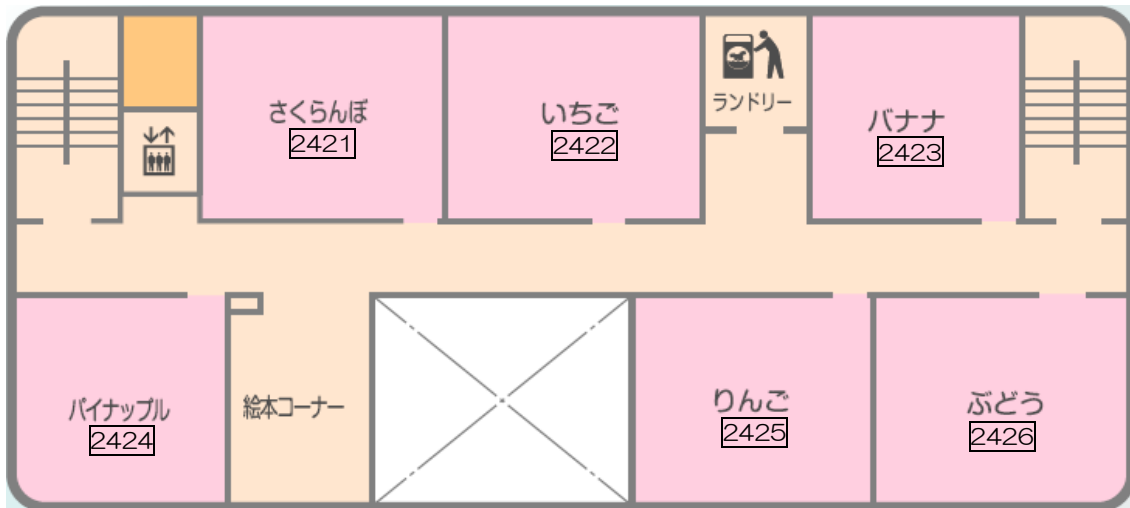 さくらんぼ
2421
いちご
2422
ランドリー
バナナ
2423
パイナップル
2424
絵本コーナー
りんご
2425
ぶどう
2426